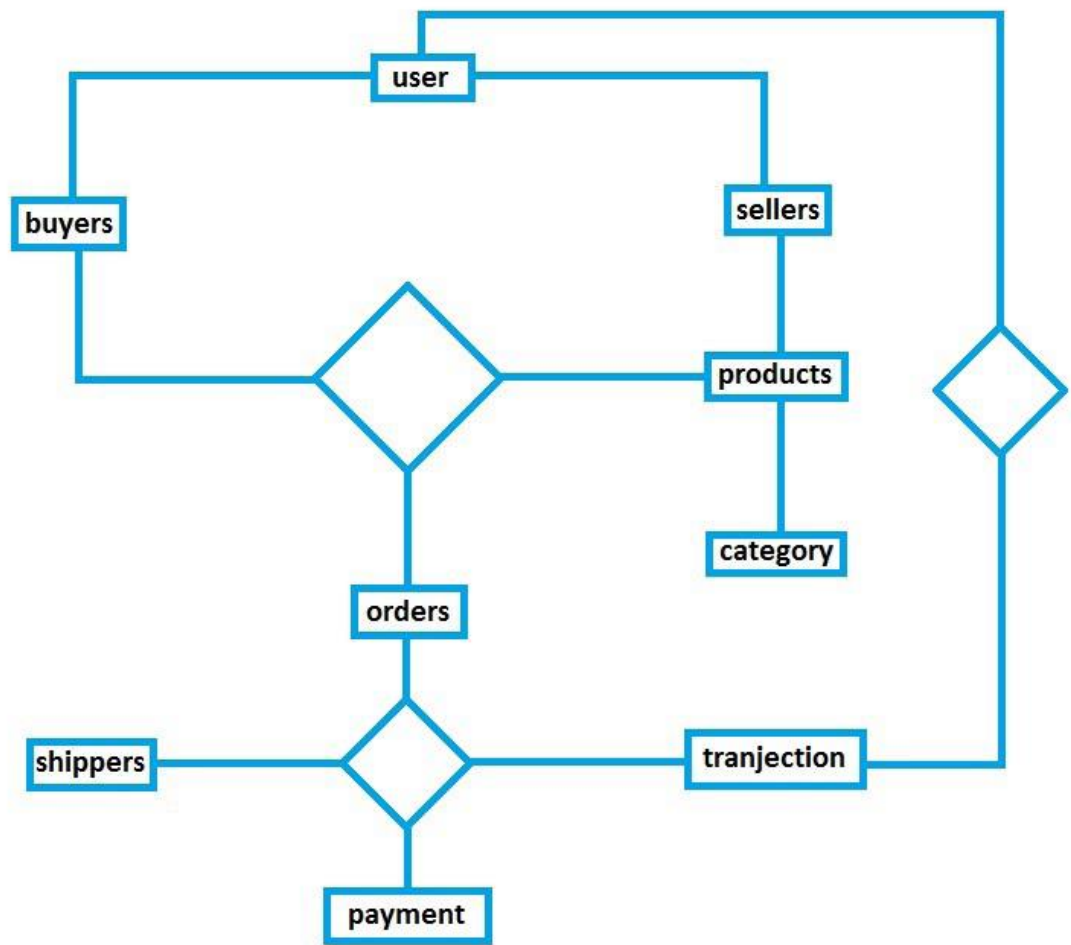 user
buyers
sellers
products
category
orders
shippers
tranjection
payment